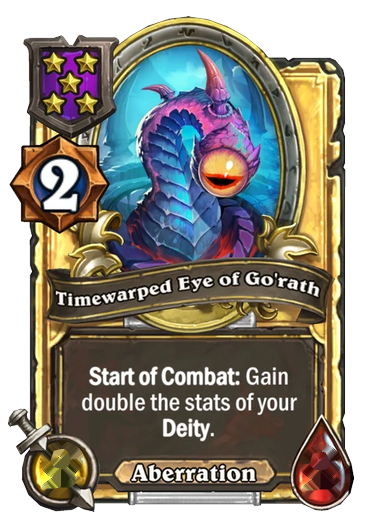 2
Timewarped Eye of Go'rath
Start of Combat: Gain
double the stats of your
Deity.
Aberration